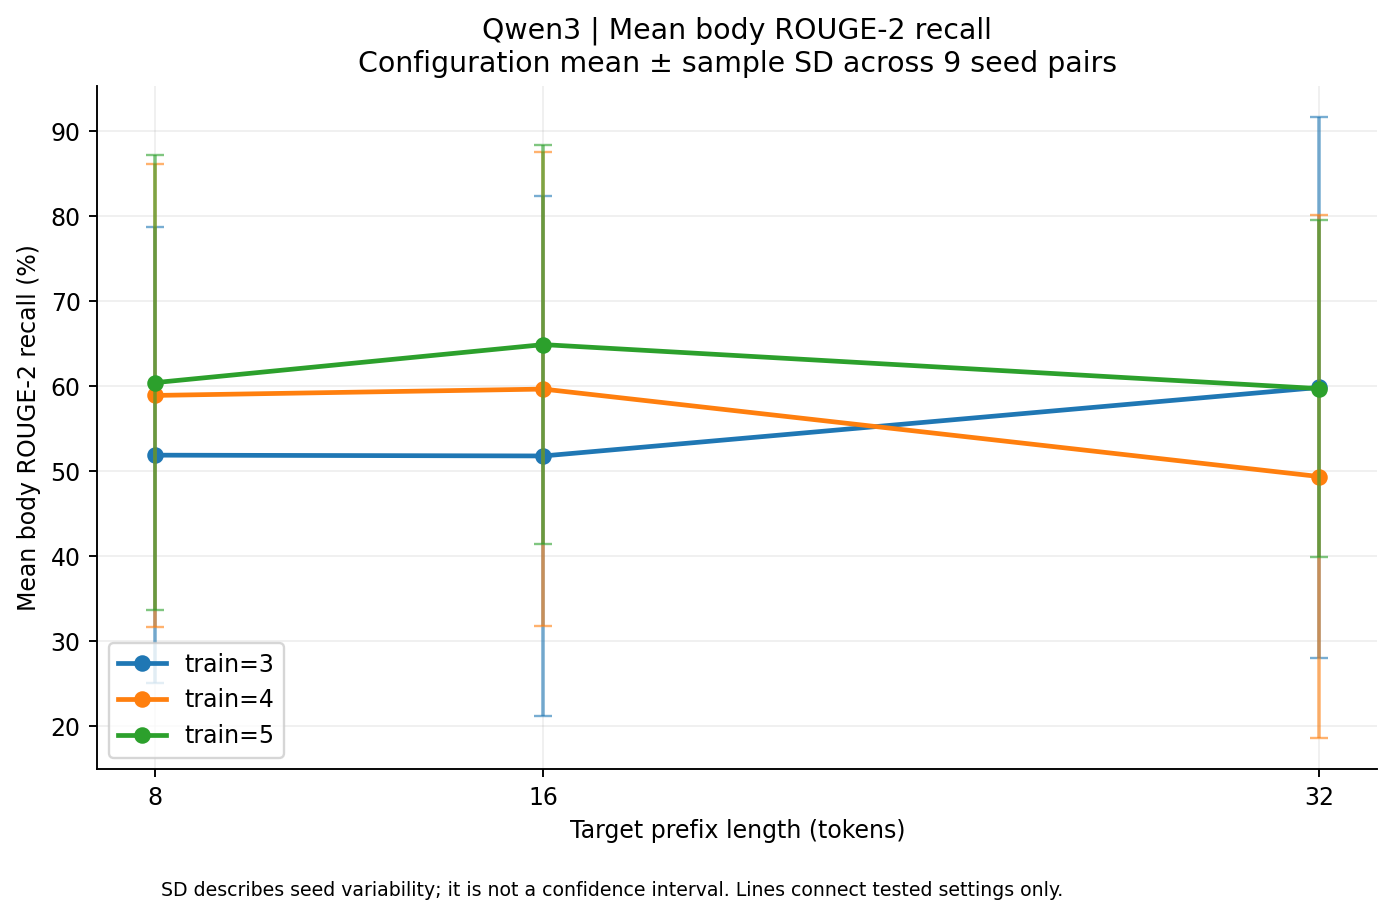 Qwen3 | Mean body ROUGE-2 recall
Configuration mean ± sample SD across 9 seed pairs
Mean body ROUGE-2 recall (%)
90
80
70
60
50
40
30
20
train=3
train=4
train=5
8
16
32
Target prefix length (tokens)
SD describes seed variability; it is not a confidence interval. Lines connect tested settings only.